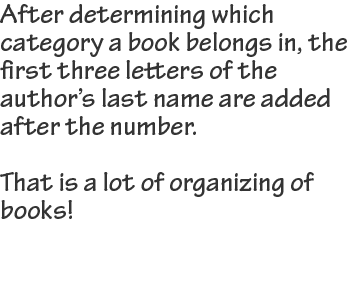 After determining which
category a book belongs in, the
first three letters of the
author's last name are added
after the number.

That is a lot of organizing of
books!